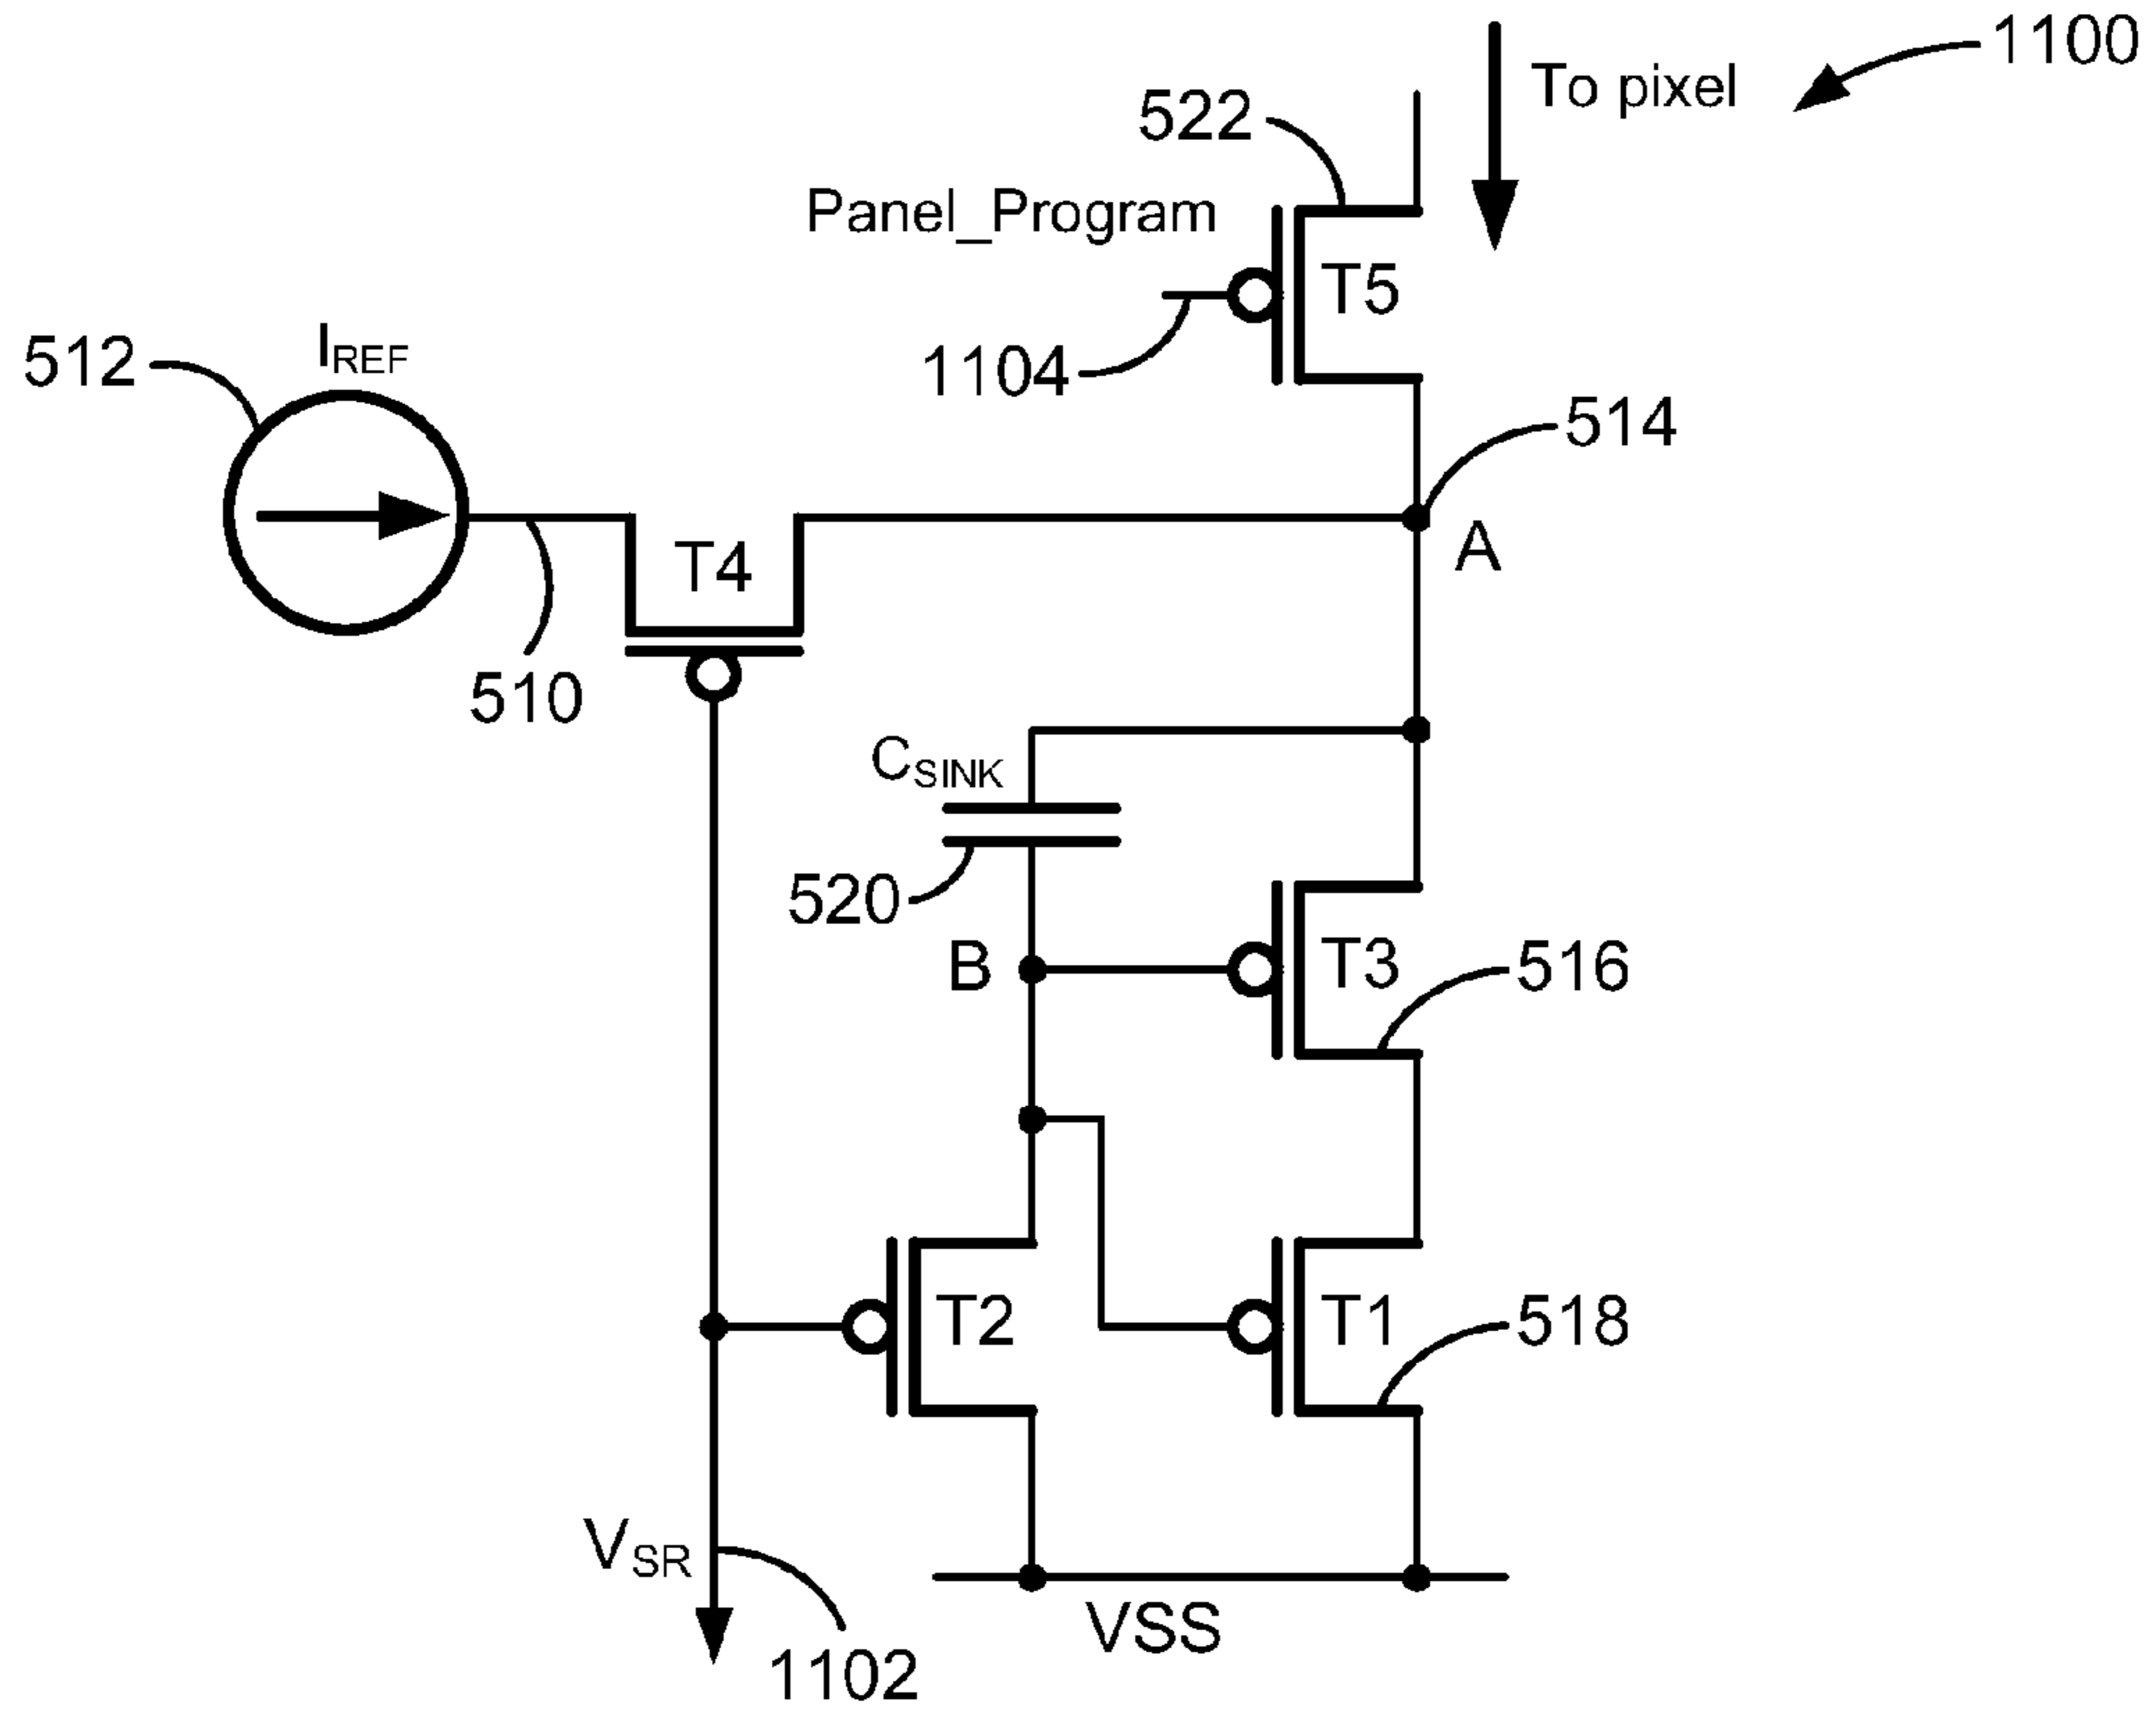 1100
To pixel
522
Panel_Program
T5
1104
512
IREF
514
A
T4
510
CSINK
520
B
T3
516
T2
T1
518
VSR
VSS
1102